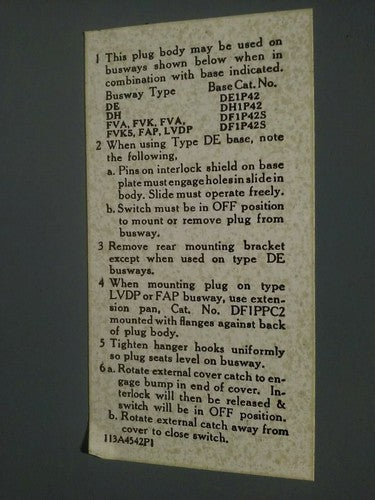 1 This plug body may be used on
busways shown below when in
combination with base indicated.
Busway Type Base Cat. No.
DE DE1P42
DH DH1P42
FVA, FVK, FVA, DF1P42S
FVKS, FAP, LVDP DF1P42S
2 When using Type DE base, note
the following,
a. Pins on interlock shield on base
plate must engage holes in slide in
body. Slide must operate freely.
b. Switch must be in OFF position
to mount or remove plug from
busway.
3 Remove rear mounting bracket
except when used on type DE
busways.
4 When mounting plug on type
LVDP or FAP busway, use exten-
sion pan, Cat. No. DF1PPC2
mounted with flanges against back
of plug body.
5 Tighten hanger hooks uniformly
so plug seats level on busway.
6a. Rotate external cover catch to en-
gage bump in end of cover. In-
terlock will then be released &
switch will be in OFF position.
b. Rotate external catch away from
cover to close switch.
113A4542P1